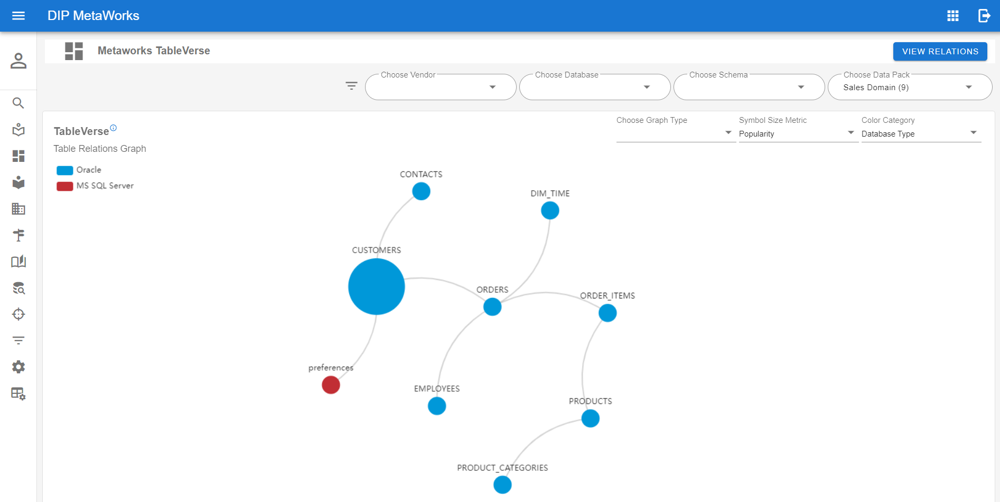 DIP MetaWorks
Metaworks TableVerse
VIEW RELATIONS
Choose Vendor
Choose Database
Choose Schema
Choose Data Pack
Sales Domain (9)
TableVerse
Table Relations Graph
Choose Graph Type
Symbol Size Metric
Popularity
Color Category
Database Type
Oracle
MS SQL Server
CONTACTS
DIM_TIME
CUSTOMERS
ORDERS
ORDER_ITEMS
preferences
EMPLOYEES
PRODUCTS
PRODUCT_CATEGORIES